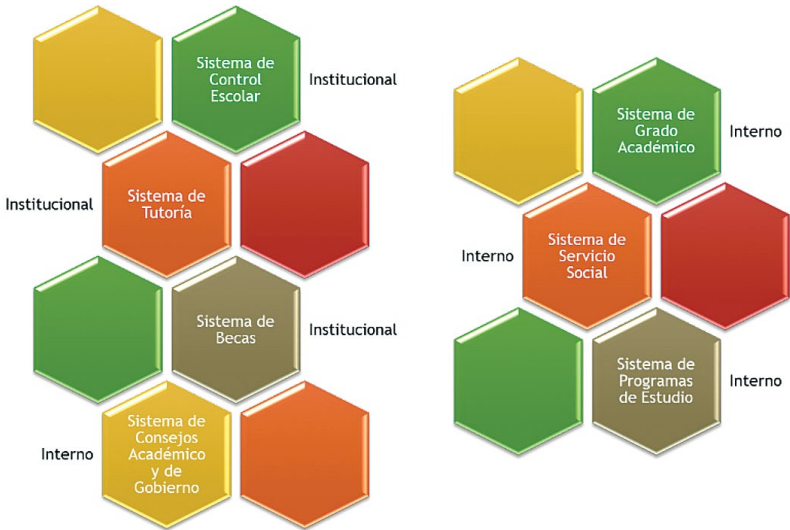 Sistema de
Control
Escolar
Institucional
Institucional
Sistema de
Tutoría
Sistema de
Becas
Institucional
Interno
Sistema de
Consejos
Académico
y de
Gobierno
Sistema de
Grado
Académico
Interno
Interno
Sistema de
Servicio
Social
Sistema de
Programas
de Estudio
Interno